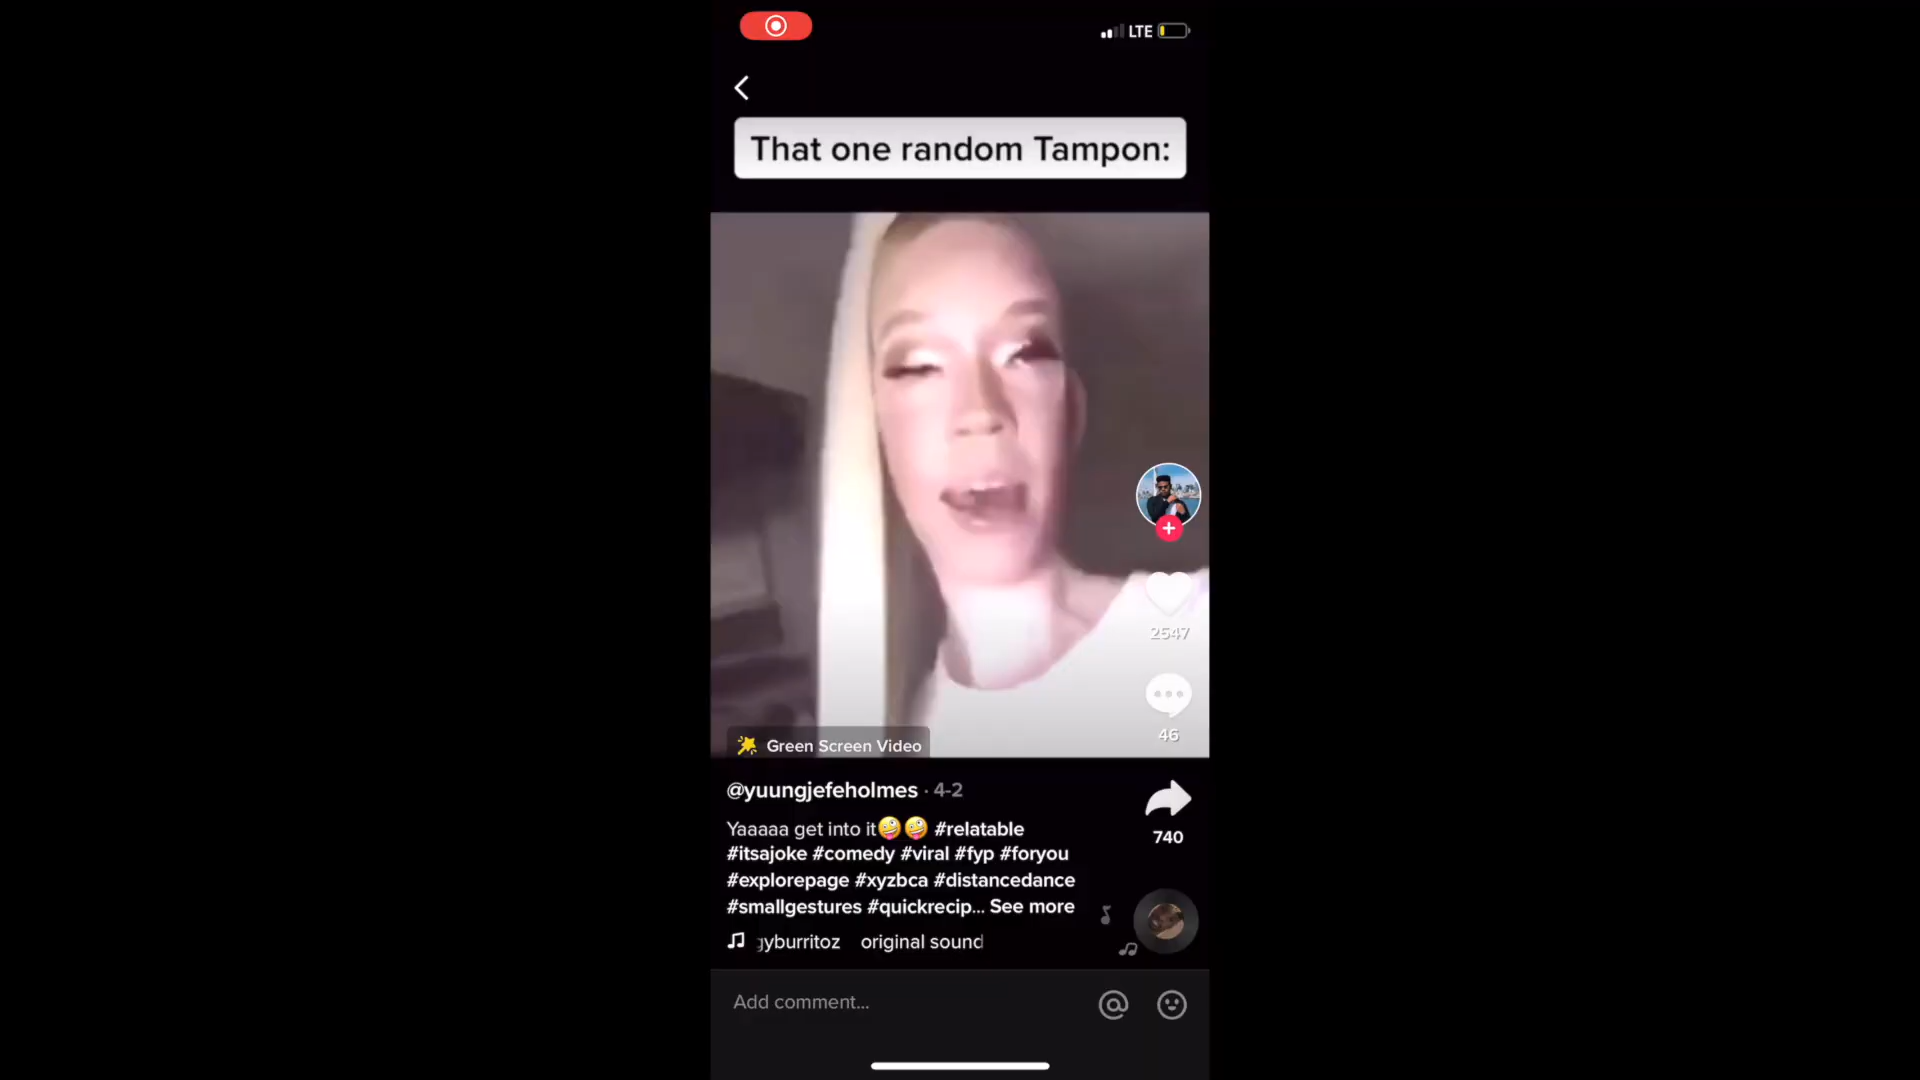 LTE
That one random Tampon:
2547
46
Green Screen Video
@yuungjefeholmes · 4-2
Yaaaaa get into it🤪🤪 #relatable
#itsajoke #comedy #viral #fyp #foryou
#explorepage #xyzbca #distancedance
#smallgestures #quickrecip... See more
740
gyburritoz original sound
Add comment...